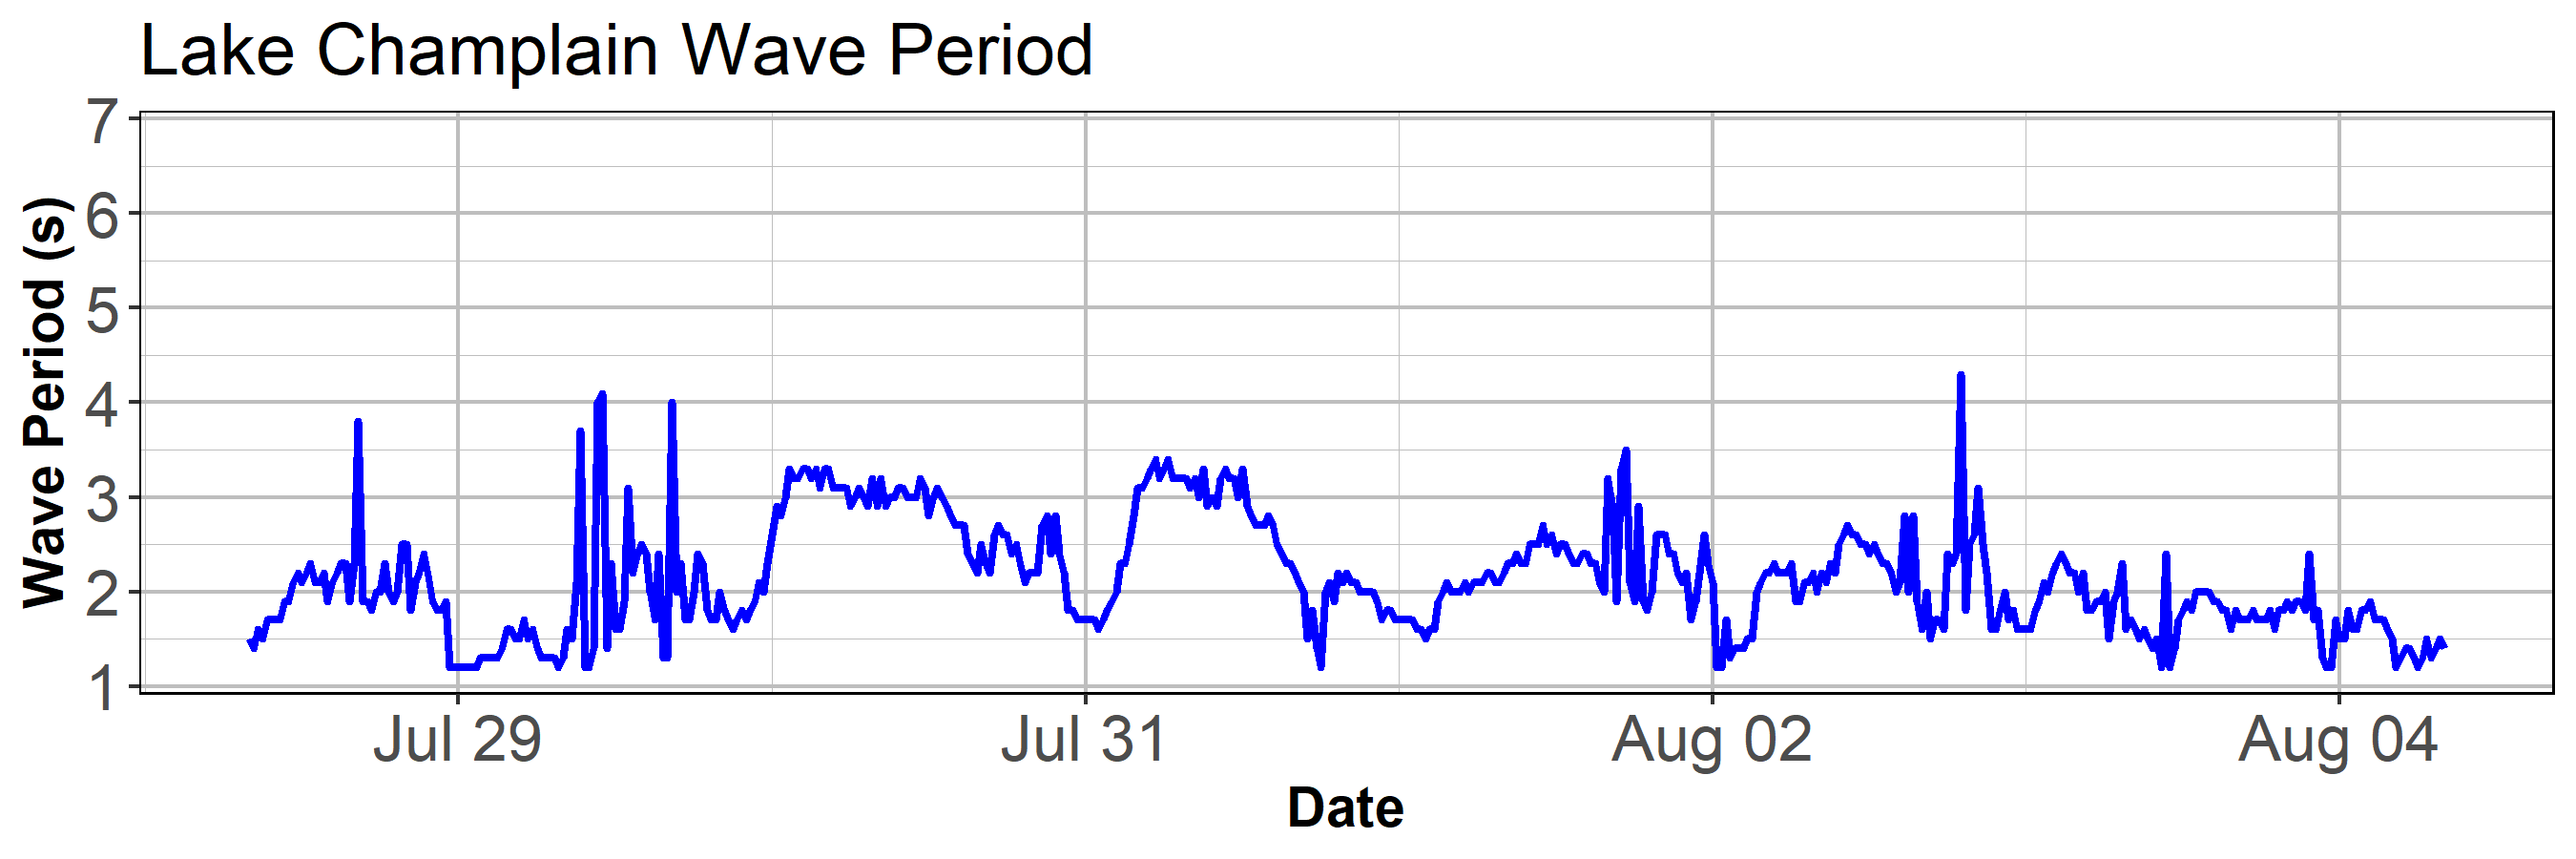 Lake Champlain Wave Period
Wave Period (s)
7
6
5
4
3
2
1
Jul 29
Jul 31
Aug 02
Aug 04
Date